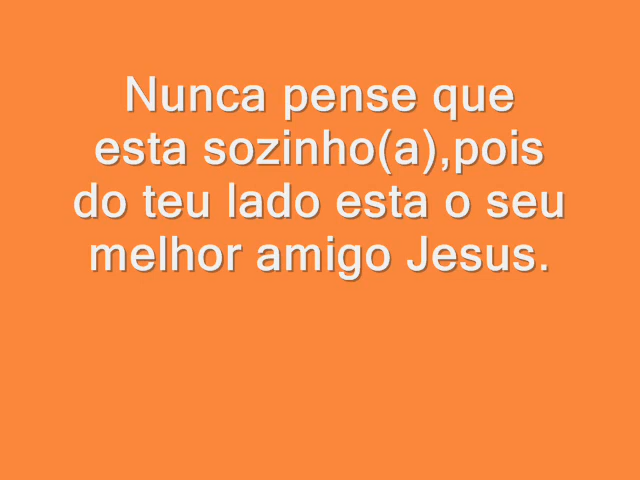 Nunca pense que
esta sozinho(a),pois
do teu lado esta o seu
melhor amigo Jesus.